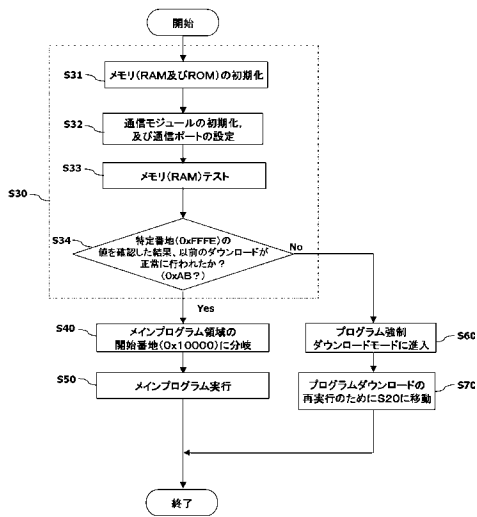 開始
S31
メモリ(RAM及びROM)の初期化
S32
通信モジュールの初期化,
及び通信ポートの設定
S33
メモリ(RAM)テスト
S30
S34
特定番地(0xFFFE)の
値を確認した結果、以前のダウンロードが
正常に行われたか?
(0xAB?)
No
Yes
S40
メインプログラム領域の
開始番地(0x10000)に分岐
S60
プログラム強制
ダウンロードモードに進入
S50
メインプログラム実行
S70
プログラムダウンロードの
再実行のためにS20に移動
終了